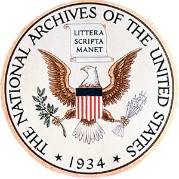 THE NATIONAL ARCHIVES OF THE UNITED STATES
LITTERA
SCRIPTA
MANET
★ 1934 ★